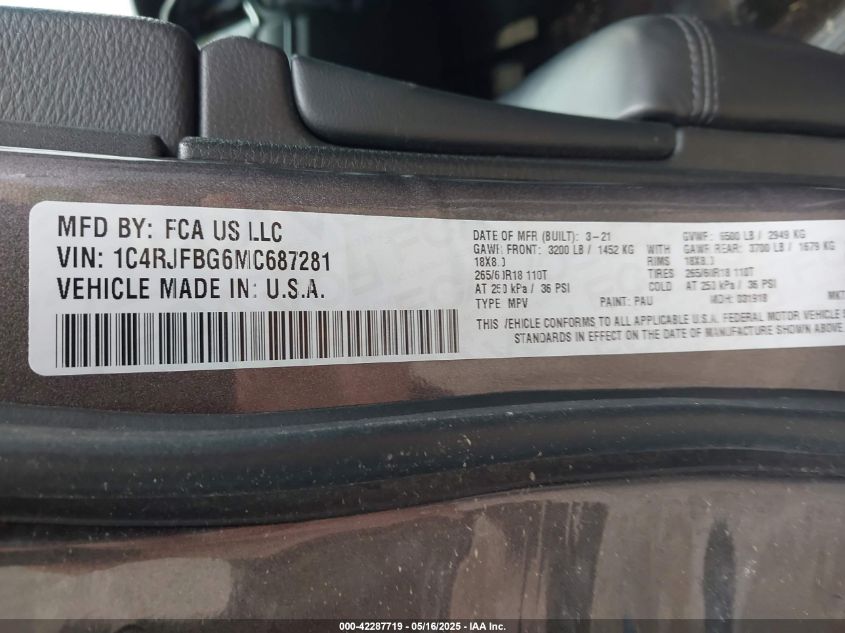 MFD BY: FCA US LLC
VIN: 1C4RJFBG6MC687281
VEHICLE MADE IN: U.S.A.
DATE OF MFR (BUILT): 3-21 GVWR: 6500 LB / 2949 KG
GAWR FRONT: 3200 LB / 1452 KG WITH GAWR REAR: 3700 LB / 1679 KG
18X8.0 RIMS 18X8.0
265/60R18 110T TIRES 265/60R18 110T
AT 250 kPa / 36 PSI COLD AT 250 kPa / 36 PSI
TYPE MPV PAINT: PAU MDH: 031918 MKT
THIS VEHICLE CONFORMS TO ALL APPLICABLE U.S.A. FEDERAL MOTOR VEHICLE S
STANDARDS IN EFFECT ON THE DATE OF MANUFACTURE SHOWN ABOVE
000-42287719 - 05/16/2025 - IAA Inc.